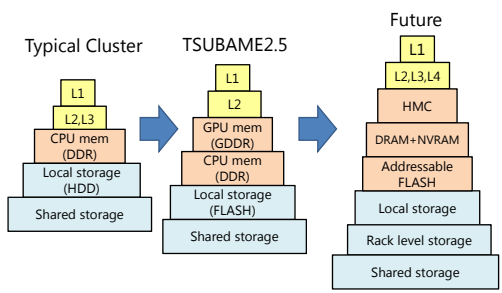 Typical Cluster
L1
L2,L3
CPU mem
(DDR)
Local storage
(HDD)
Shared storage
TSUBAME2.5
L1
L2
GPU mem
(GDDR)
CPU mem
(DDR)
Local storage
(FLASH)
Shared storage
Future
L1
L2,L3,L4
HMC
DRAM+NVRAM
Addressable
FLASH
Local storage
Rack level storage
Shared storage